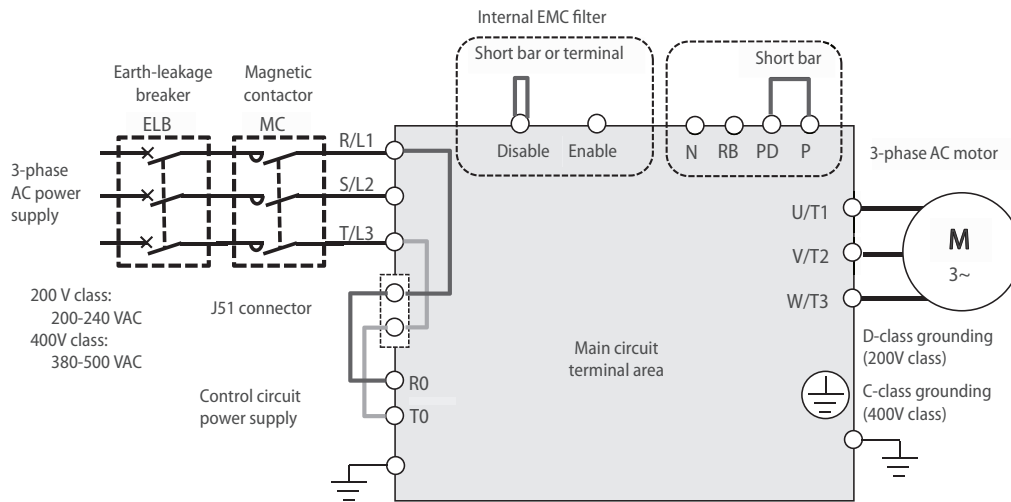 Internal EMC filter
Short bar or terminal
Short bar
Earth-leakage
breaker
ELB
Magnetic
contactor
MC
R/L1
Disable
Enable
N
RB
PD
P
3-phase AC motor
3-phase
AC power
supply
S/L2
T/L3
U/T1
V/T2
W/T3
M
3~
200 V class:
200-240 VAC
400V class:
380-500 VAC
J51 connector
Main circuit
terminal area
D-class grounding
(200V class)
C-class grounding
(400V class)
Control circuit
power supply
R0
T0